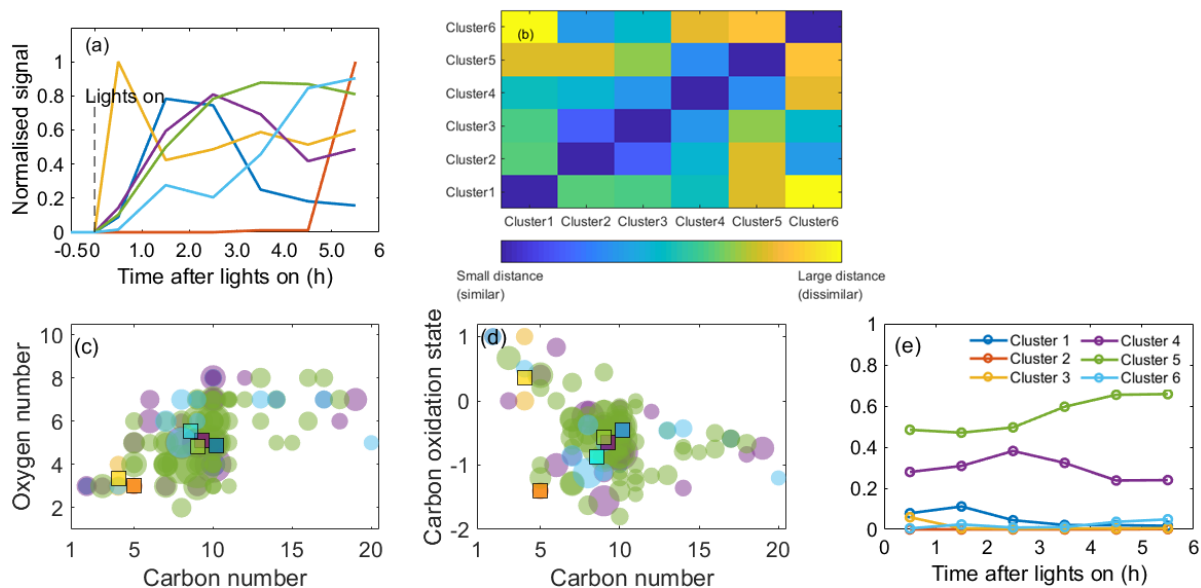 (a)
Normalised signal
1
0.8
0.6
0.4
0.2
0
Lights on
-0.50 0 1.0 2.0 3.0 4.0 5.0 6
Time after lights on (h)
(b)
Cluster6
Cluster5
Cluster4
Cluster3
Cluster2
Cluster1
Cluster1 Cluster2 Cluster3 Cluster4 Cluster5 Cluster6
Small distance
(similar)
Large distance
(dissimilar)
(c)
Oxygen number
10
8
6
4
2
1 5 10 15 20
Carbon number
(d)
Carbon oxidation state
1
0
-1
-2
1 5 10 15 20
Carbon number
(e)
1
0.8
0.6
0.4
0.2
0
Cluster 1 Cluster 4
Cluster 2 Cluster 5
Cluster 3 Cluster 6
0 1 2 3 4 5 6
Time after lights on (h)